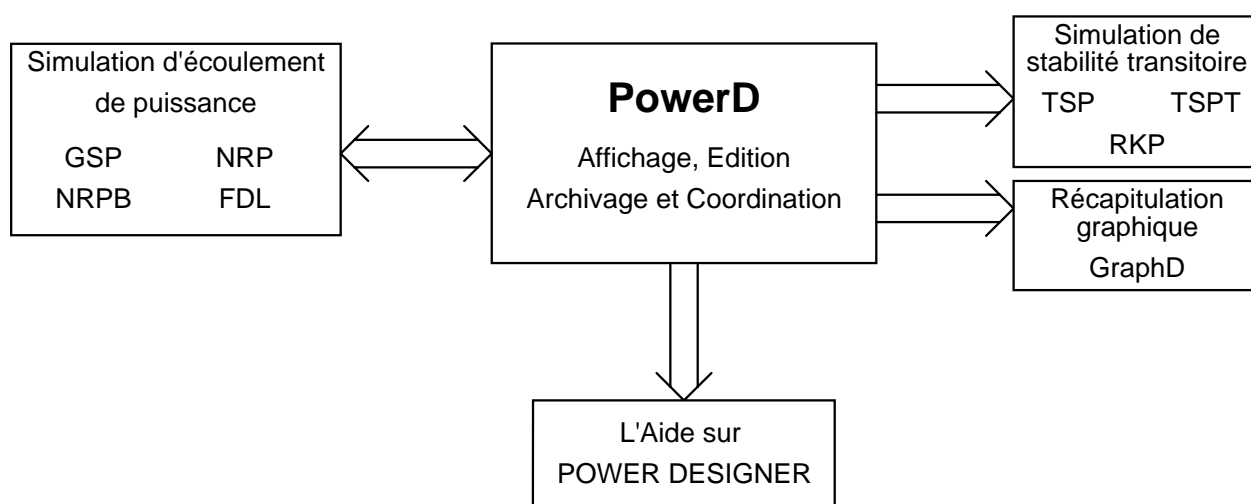 Simulation d'écoulement
de puissance
GSP NRP
NRPB FDL
PowerD
Affichage, Edition
Archivage et Coordination
Simulation de
stabilité transitoire
TSP TSPT
RKP
Récapitulation
graphique
GraphD
L'Aide sur
POWER DESIGNER